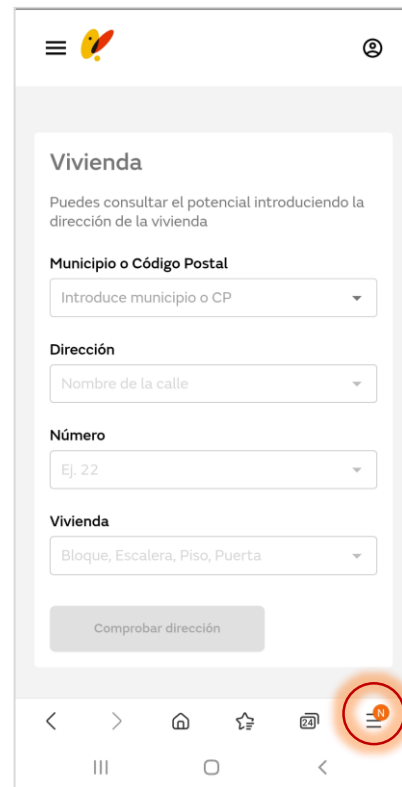 Vivienda
Puedes consultar el potencial introduciendo la
dirección de la vivienda
Municipio o Código Postal
Introduce municipio o CP
Dirección
Nombre de la calle
Número
Ej. 22
Vivienda
Bloque, Escalera, Piso, Puerta
Comprobar dirección
24
N